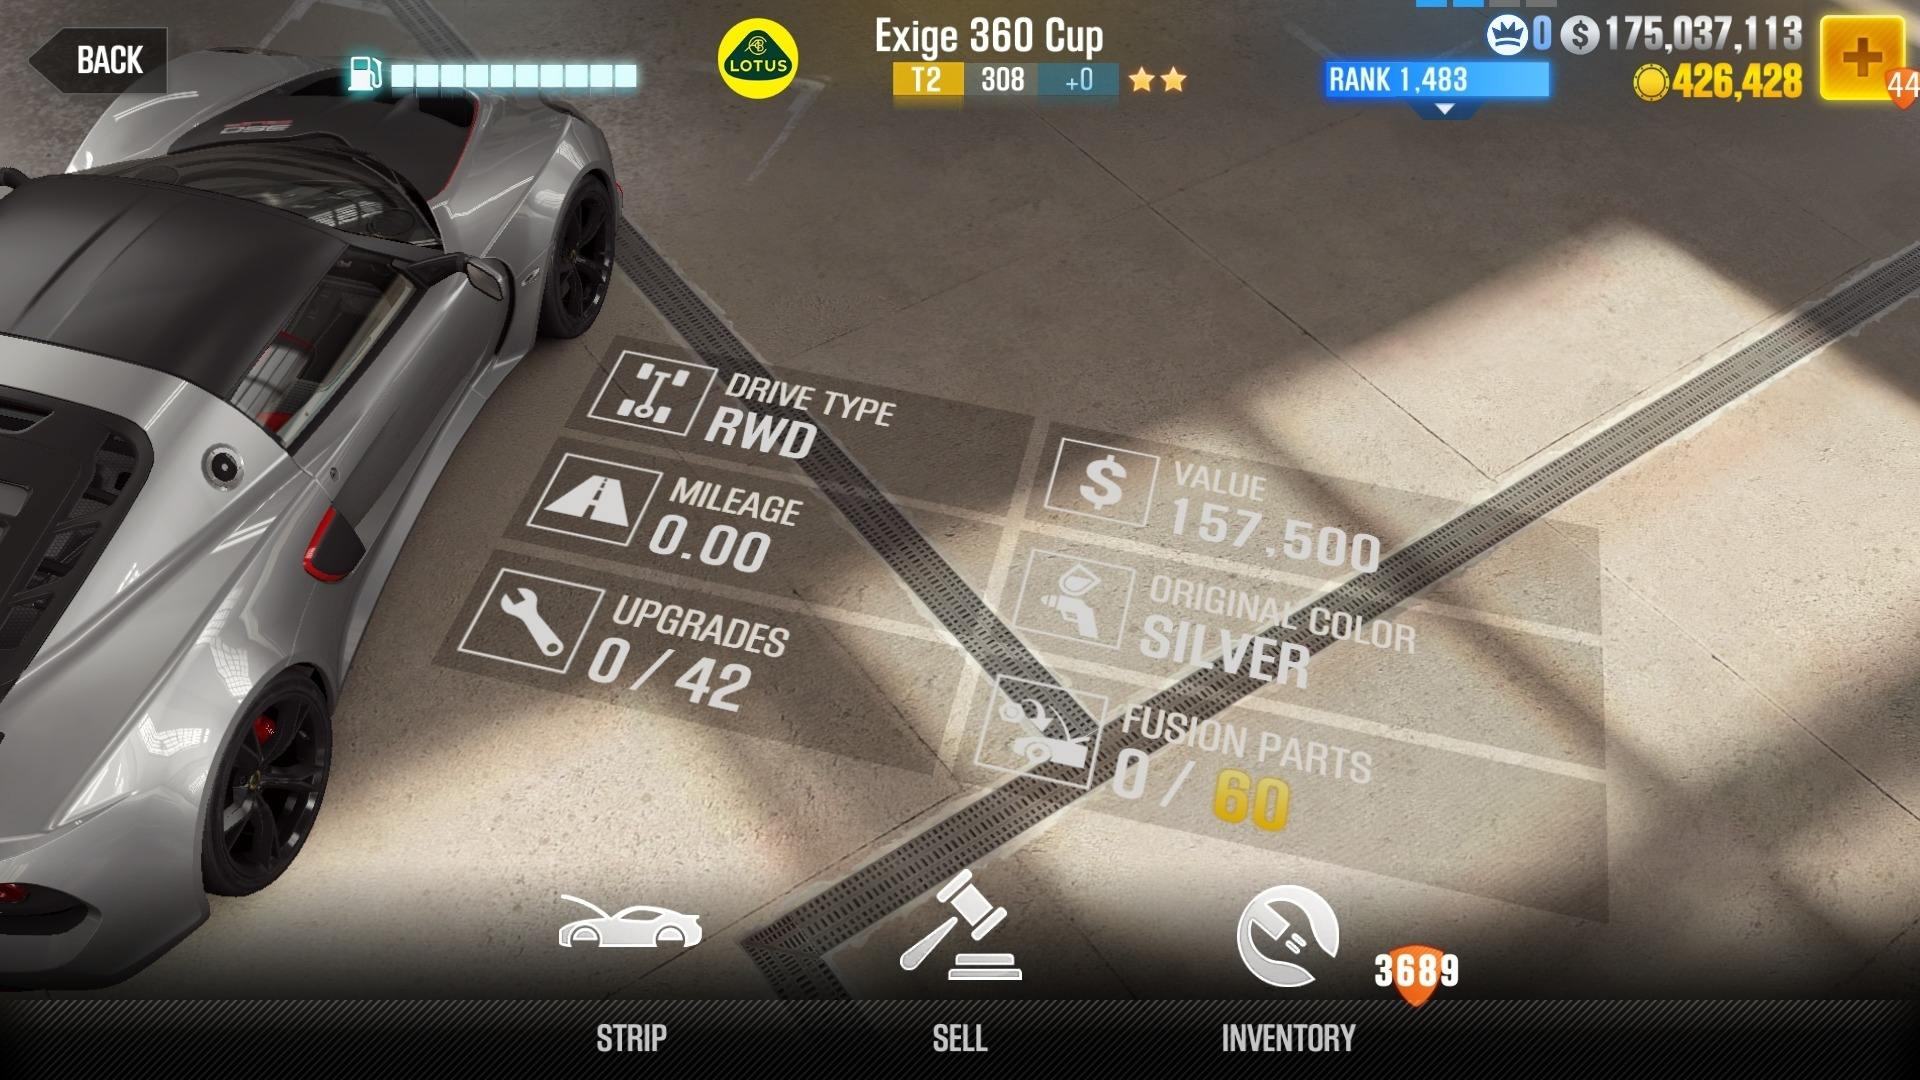 BACK
LOTUS
Exige 360 Cup
T2 308 +0
0 $ 175,037,113
RANK 1,483
426,428
44
DRIVE TYPE
RWD
MILEAGE
0.00
UPGRADES
0 / 42
$ VALUE
157,500
ORIGINAL COLOR
SILVER
FUSION PARTS
0 / 60
3689
STRIP
SELL
INVENTORY